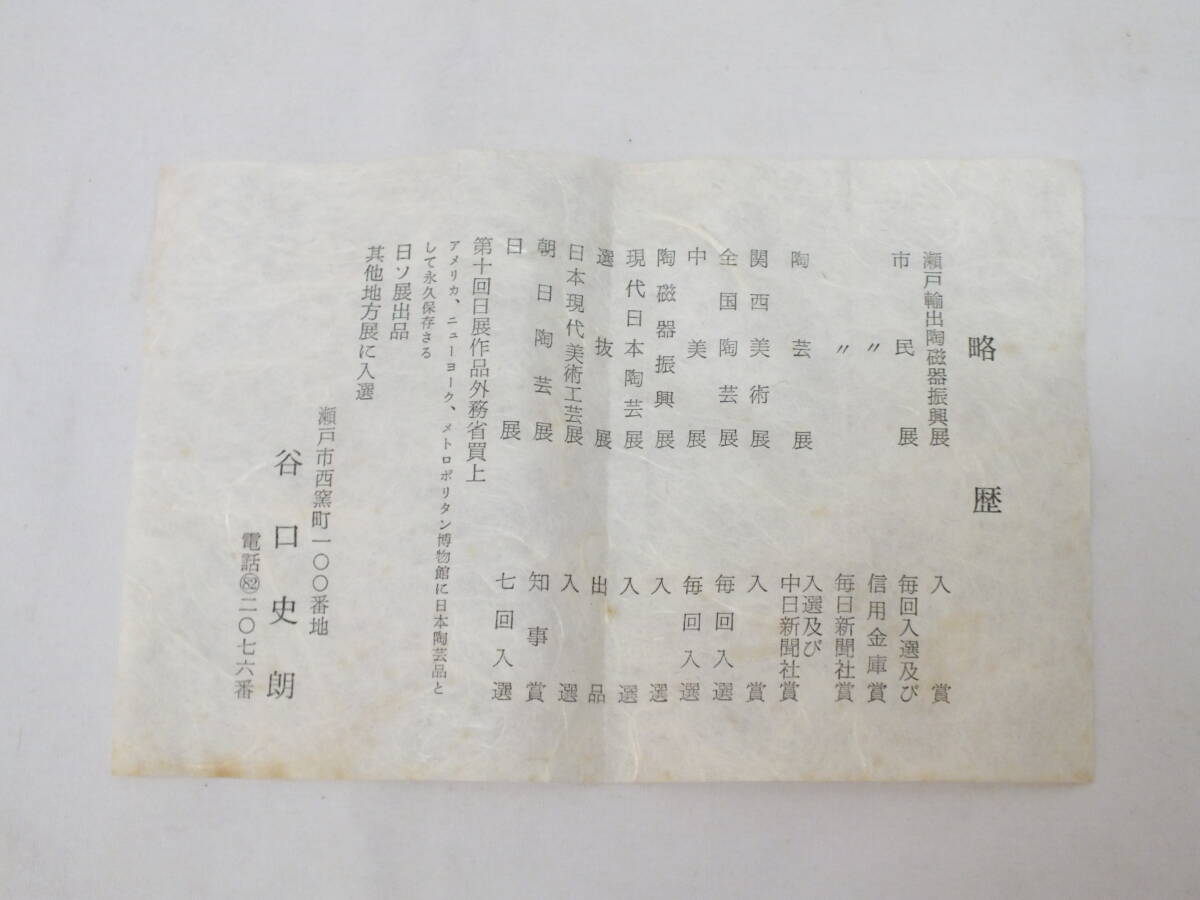 略歴
瀬戸輸出陶磁器振興展 入賞
市民展 毎回入選及び
〃 信用金庫賞
〃 毎日新聞社賞
陶芸展 入選及び
中日新聞社賞
関西美術展 入賞
全国陶芸展 毎回入選
中美展 毎回入選
陶磁器振興展 入選
現代日本陶芸展 入選
選抜展 出品
日本現代美術工芸展 入選
朝日陶芸展 知事賞
日展 七回入選
第十回日展作品外務省買上
アメリカ、ニューヨーク、メトロポリタン博物館に日本陶芸品と
して永久保存さる
日ソ展出品
其他地方展に入選
瀬戸市西窯町一〇〇番地
谷口史朗
電話㊇二〇七六番